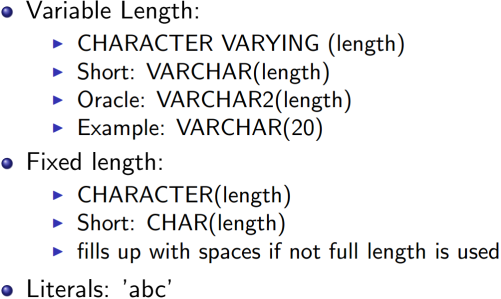 Variable Length:
CHARACTER VARYING (length)
Short: VARCHAR(length)
Oracle: VARCHAR2(length)
Example: VARCHAR(20)
Fixed length:
CHARACTER(length)
Short: CHAR(length)
fills up with spaces if not full length is used
Literals: 'abc'